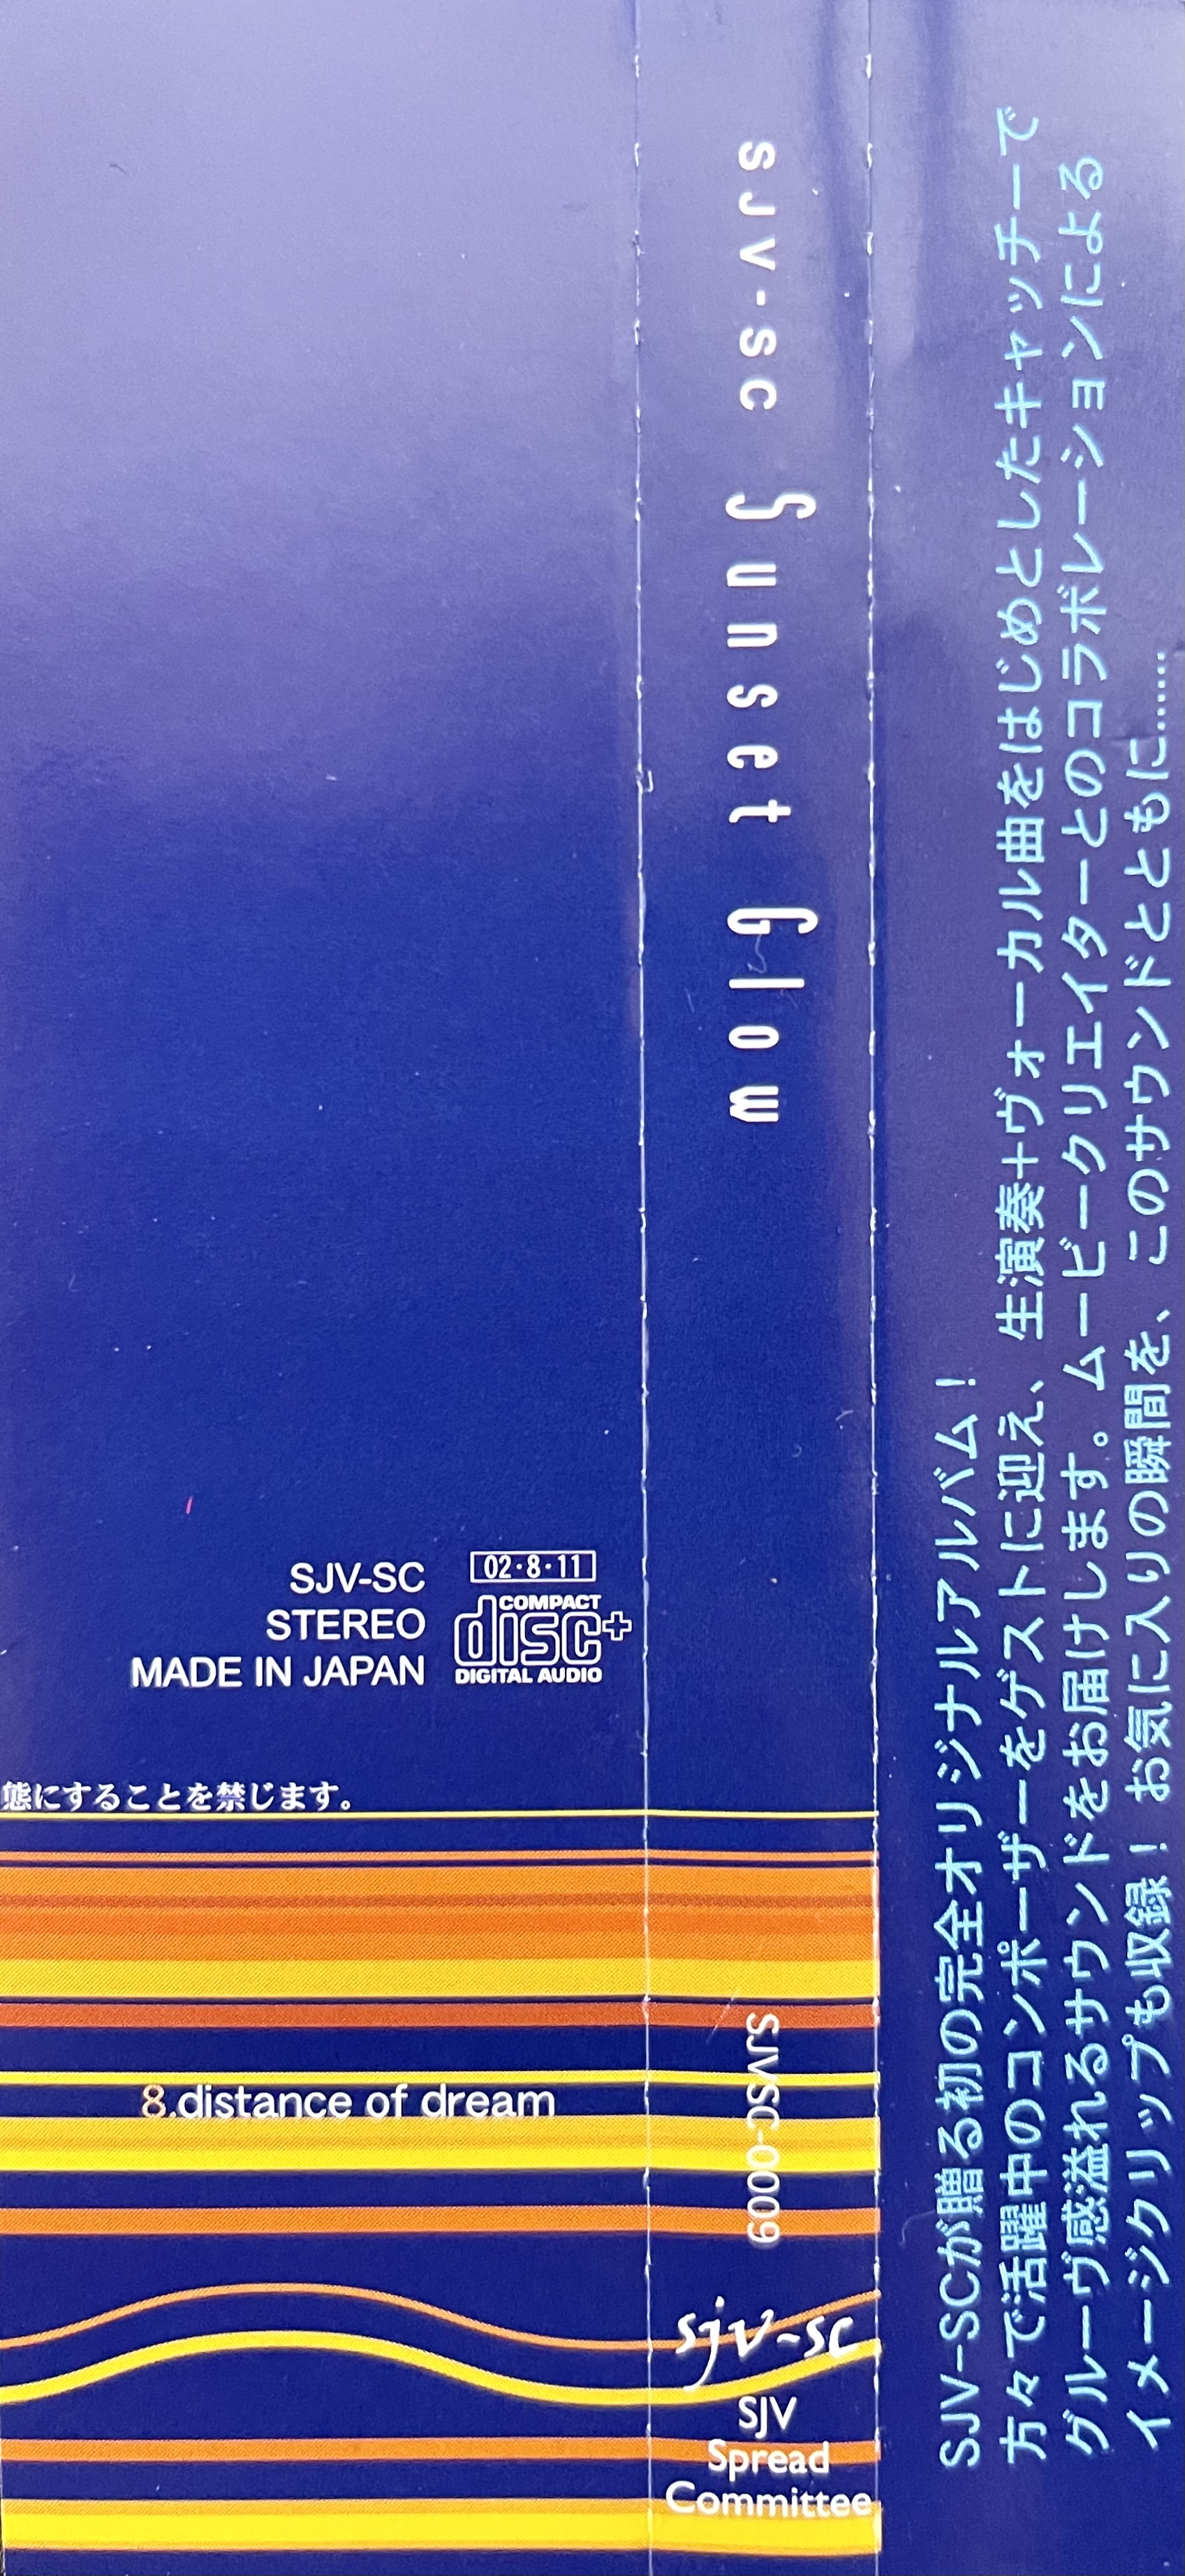 SJV-SC
STEREO
MADE IN JAPAN
02・8・11
COMPACT
disc+
DIGITAL AUDIO
態にすることを禁じます。
8.distance of dream
sjv-sc Sunset Glow
SJVSC-0009
sjv-sc
SJV
Spread
Committee
SJV-SCが贈る初の完全オリジナルアルバム！
方々で活躍中のコンポーザーをゲストに迎え、生演奏+ヴォーカル曲をはじめとしたキャッチーで
グルーヴ感溢れるサウンドをお届けします。ムービークリエイターとのコラボレーションによる
イメージクリップも収録！お気に入りの瞬間を、このサウンドとともに……